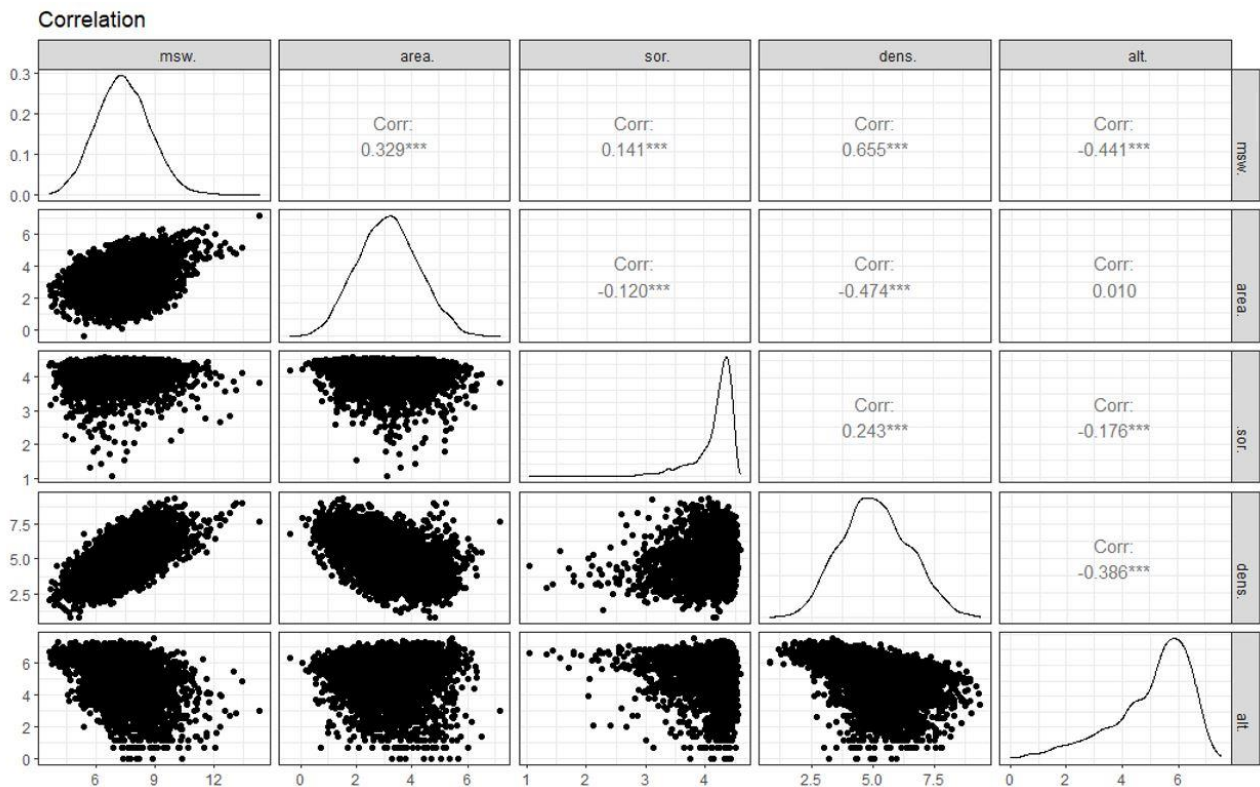 Correlation
msw. area. sor. dens. alt.
0.3
0.2
0.1
0.0
Corr:
0.329***
Corr:
0.141***
Corr:
0.655***
Corr:
-0.441***
msw.
6
4
2
0
Corr:
-0.120***
Corr:
-0.474***
Corr:
0.010
area.
4
3
2
1
Corr:
0.243***
Corr:
-0.176***
sor.
7.5
5.0
2.5
Corr:
-0.386***
dens.
6
4
2
0
alt.
6 9 12 0 2 4 6 1 2 3 4 2.5 5.0 7.5 0 2 4 6